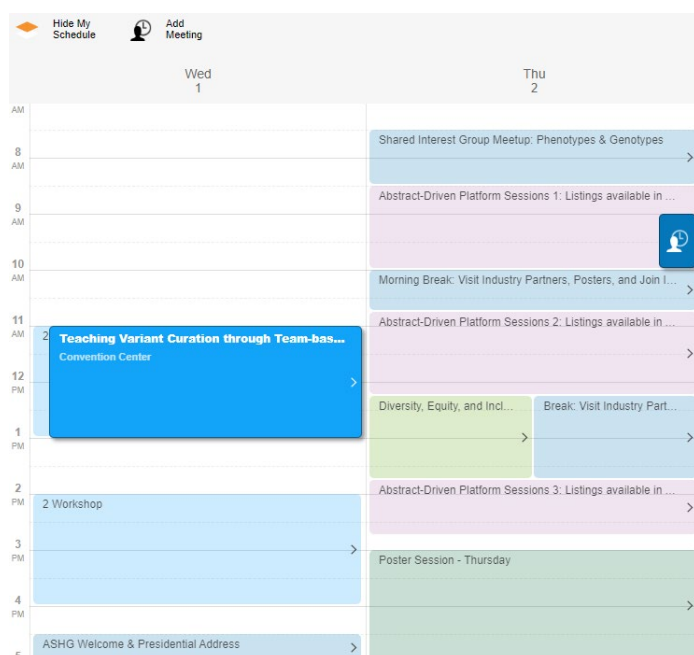 Hide My
Schedule
Add
Meeting
Wed
1
Thu
2
AM
8
AM
9
AM
10
AM
11
AM
12
PM
1
PM
2
PM
3
PM
4
PM
2
Teaching Variant Curation through Team-bas...
Convention Center
2 Workshop
ASHG Welcome & Presidential Address
Shared Interest Group Meetup: Phenotypes & Genotypes
Abstract-Driven Platform Sessions 1: Listings available in ...
Morning Break: Visit Industry Partners, Posters, and Join I...
Abstract-Driven Platform Sessions 2: Listings available in ...
Diversity, Equity, and Incl...
Break: Visit Industry Part...
Abstract-Driven Platform Sessions 3: Listings available in ...
Poster Session - Thursday